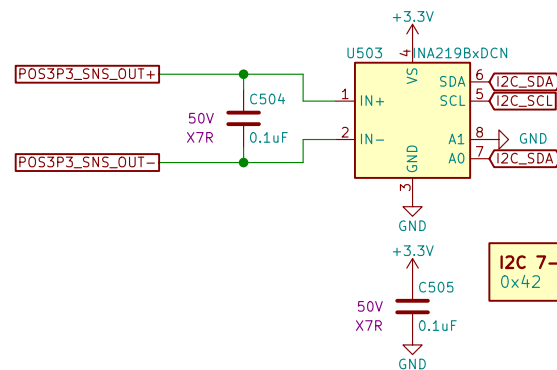 +3.3V
U503
INA219BxDCN
POS3P3_SNS_OUT+
C504
50V
X7R
0.1uF
POS3P3_SNS_OUT-
4
VS
1
IN+
2
IN-
SDA
6
I2C_SDA
SCL
5
I2C_SCL
A1
8
GND
A0
7
I2C_SDA
GND
3
GND
+3.3V
C505
50V
X7R
0.1uF
GND
I2C 7-
0x42